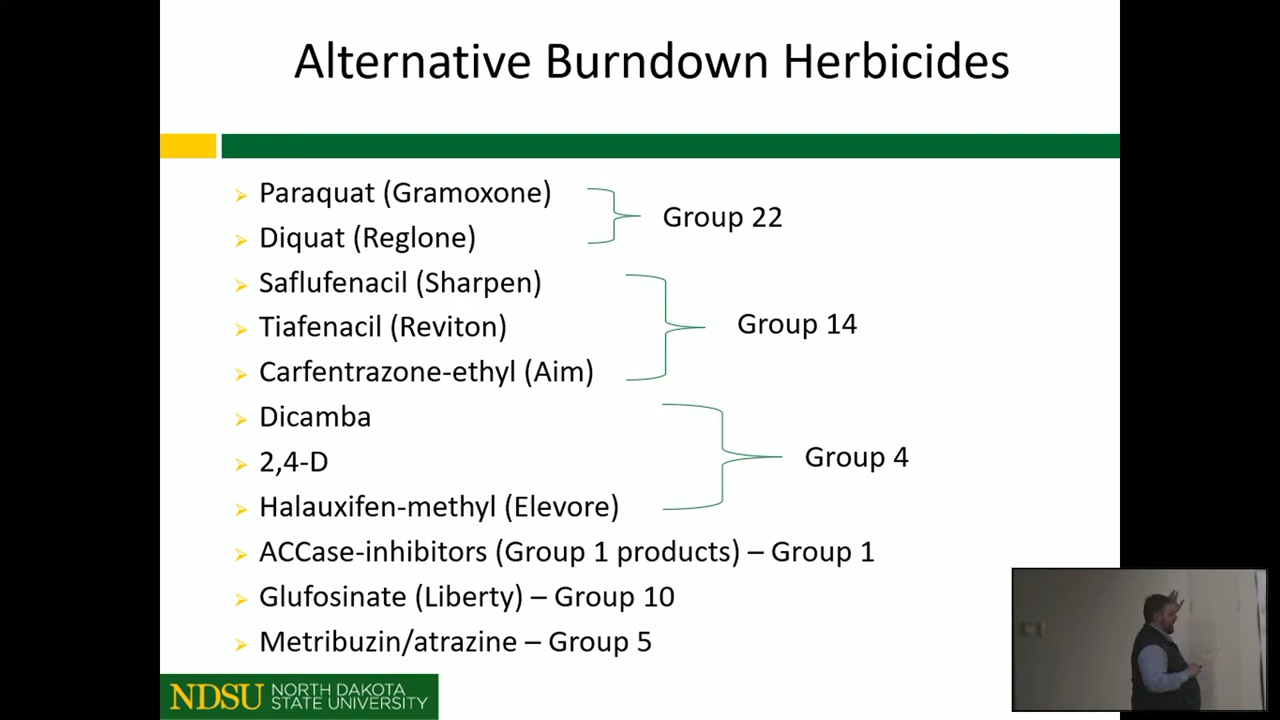 Alternative Burndown Herbicides
Paraquat (Gramoxone)
Diquat (Reglone)
Group 22
Saflufenacil (Sharpen)
Tiafenacil (Reviton)
Carfentrazone-ethyl (Aim)
Group 14
Dicamba
2,4-D
Halauxifen-methyl (Elevore)
Group 4
ACCase-inhibitors (Group 1 products) – Group 1
Glufosinate (Liberty) – Group 10
Metribuzin/atrazine – Group 5
NDSU NORTH DAKOTA
STATE UNIVERSITY